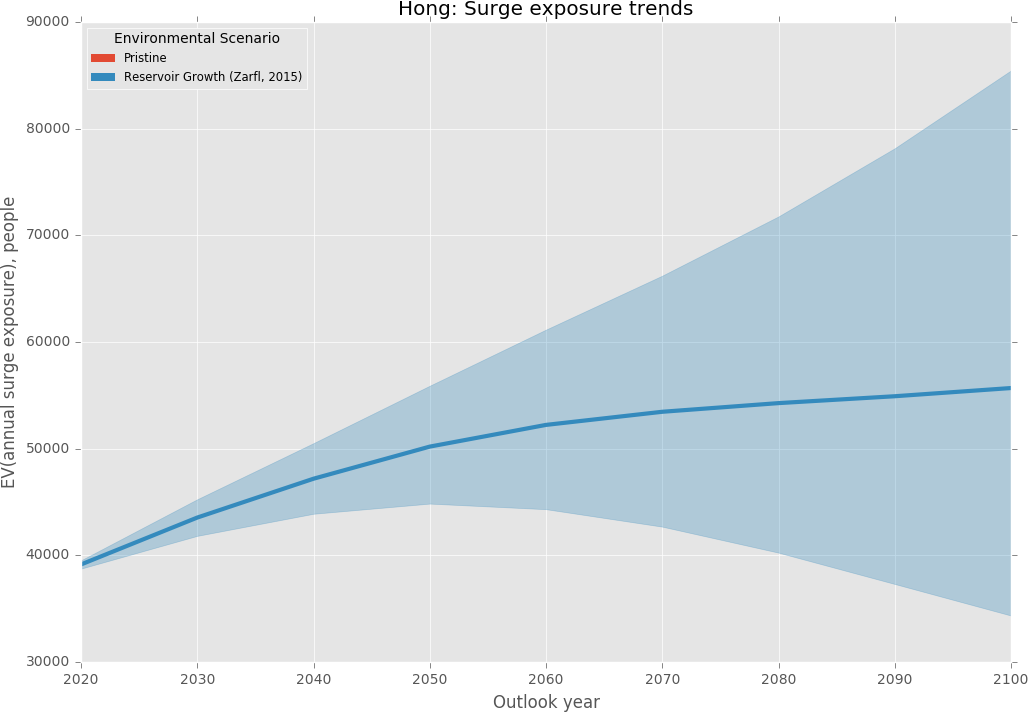 Hong: Surge exposure trends
Environmental Scenario
Pristine
Reservoir Growth (Zarfl, 2015)
EV(annual surge exposure), people
90000
80000
70000
60000
50000
40000
30000
2020 2030 2040 2050 2060 2070 2080 2090 2100
Outlook year